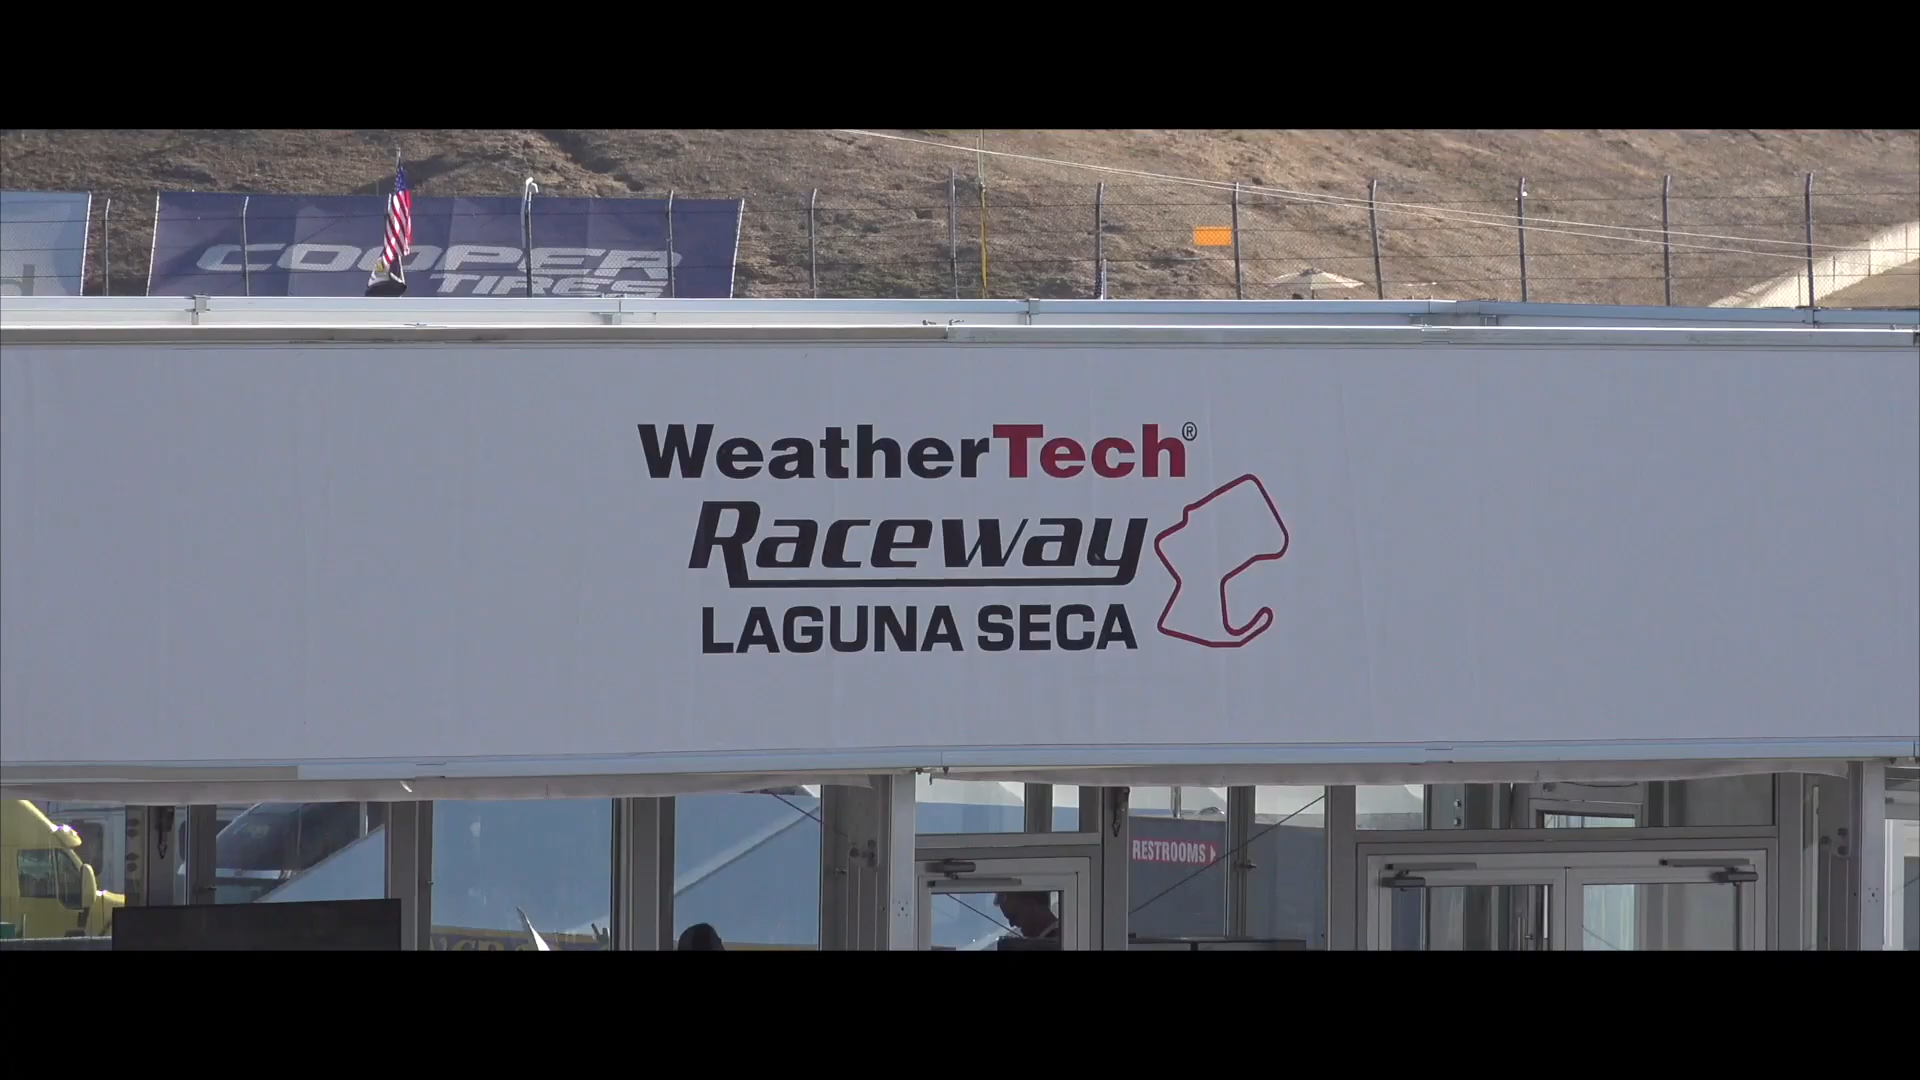 COOPER
TIRES
WeatherTech®
Raceway
LAGUNA SECA
RESTROOMS